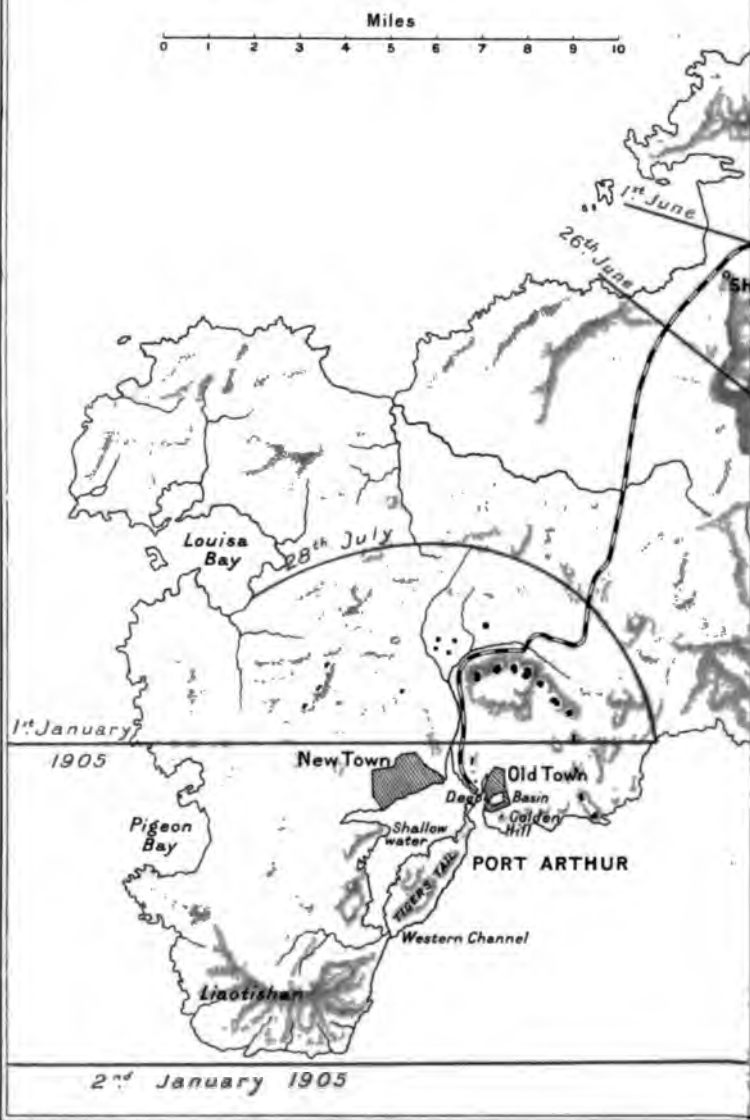 Miles
0 1 2 3 4 5 6 7 8 9 10
1st June
26th June
SH
Louisa
Bay
28th July
1st January
1905
New Town
Old Town
Deep Basin
Golden
Hill
Pigeon
Bay
Shallow
water
PORT ARTHUR
TIGERS TAIL
Western Channel
Liaotishan
2nd January 1905